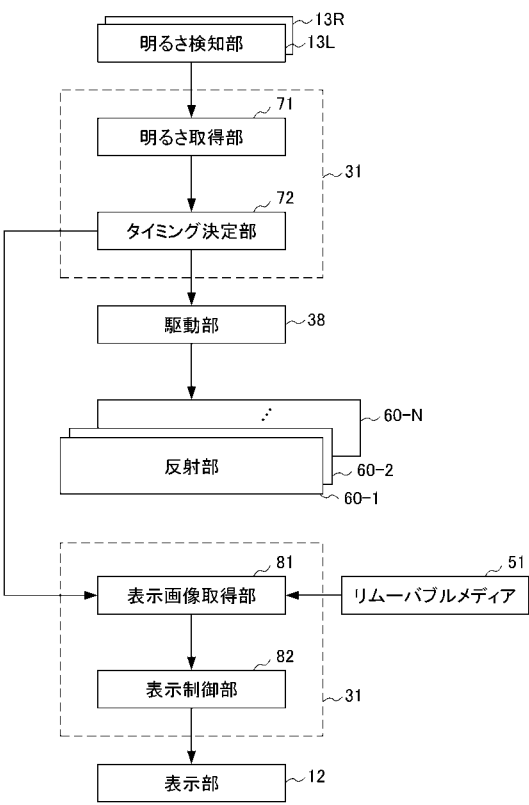 13R
13L
明るさ検知部
71
明るさ取得部
31
72
タイミング決定部
駆動部
38
60-N
反射部
60-2
60-1
81
51
表示画像取得部
リムーバブルメディア
82
表示制御部
31
表示部
12